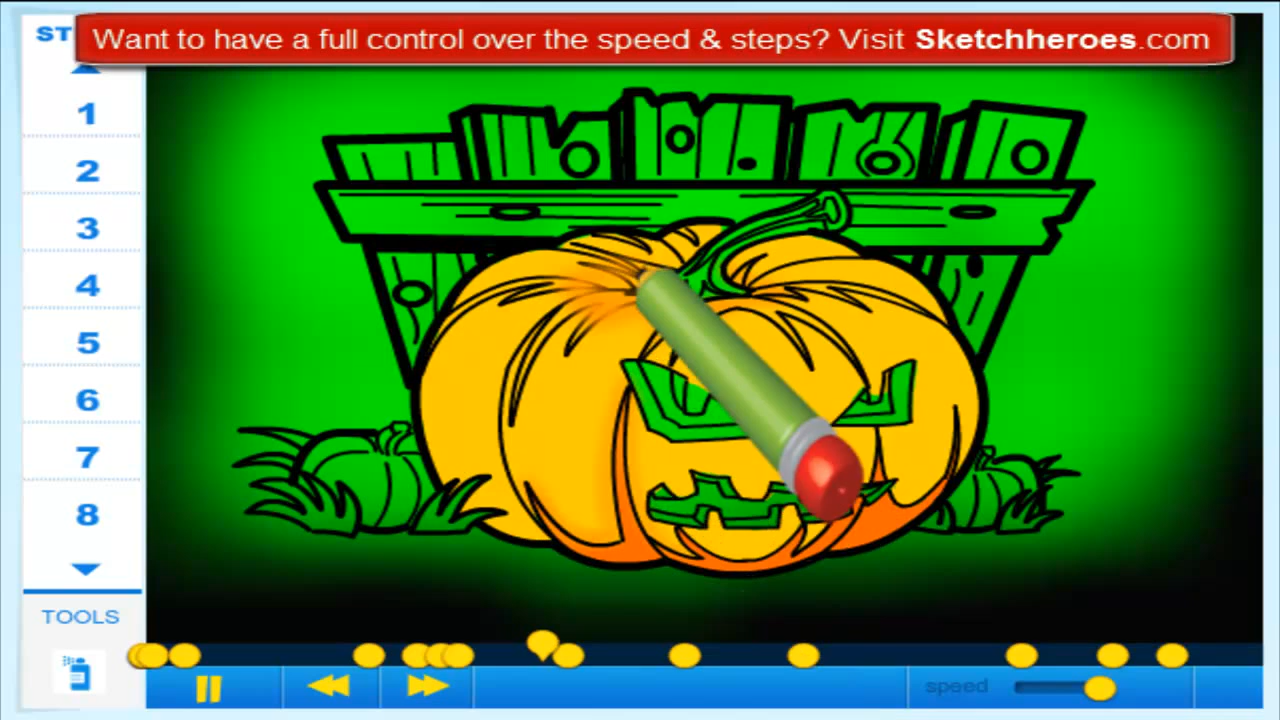 Want to have a full control over the speed & steps? Visit Sketchheroes.com
ST
1
2
3
4
5
6
7
8
TOOLS
speed